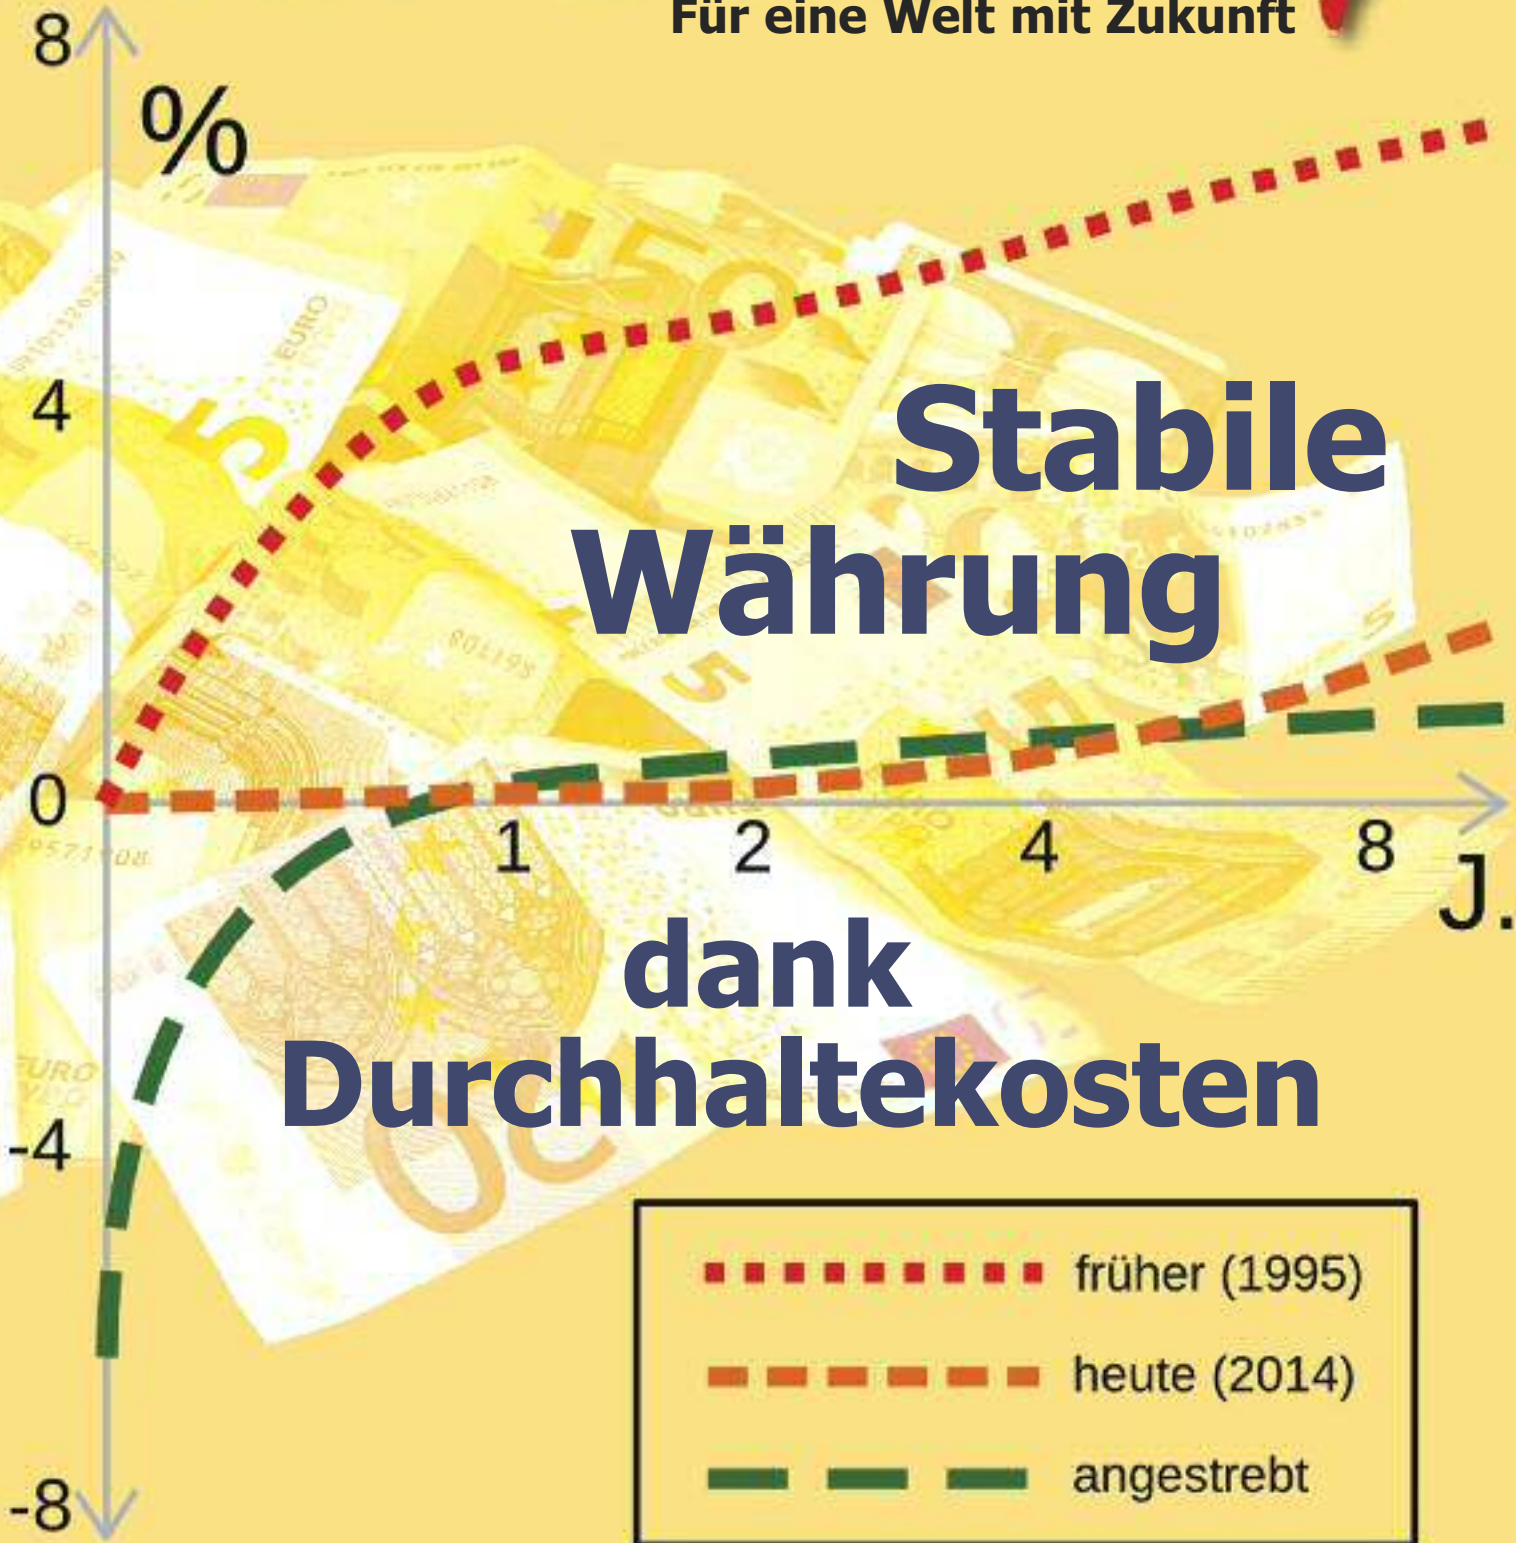 Für eine Welt mit Zukunft
8
%
4
Stabile
Währung
0
1 2 4 8
J.
dank
Durchhaltekosten
-4
früher (1995)
heute (2014)
angestrebt
-8